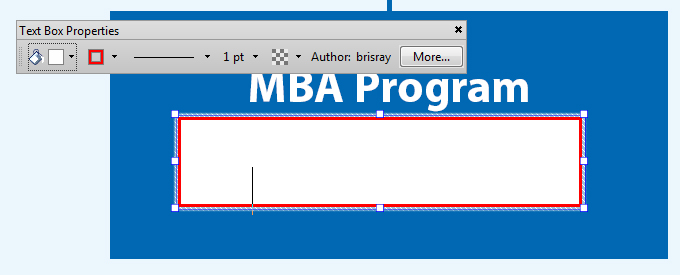 Text Box Properties
1 pt Author: brisray More...
MBA Program